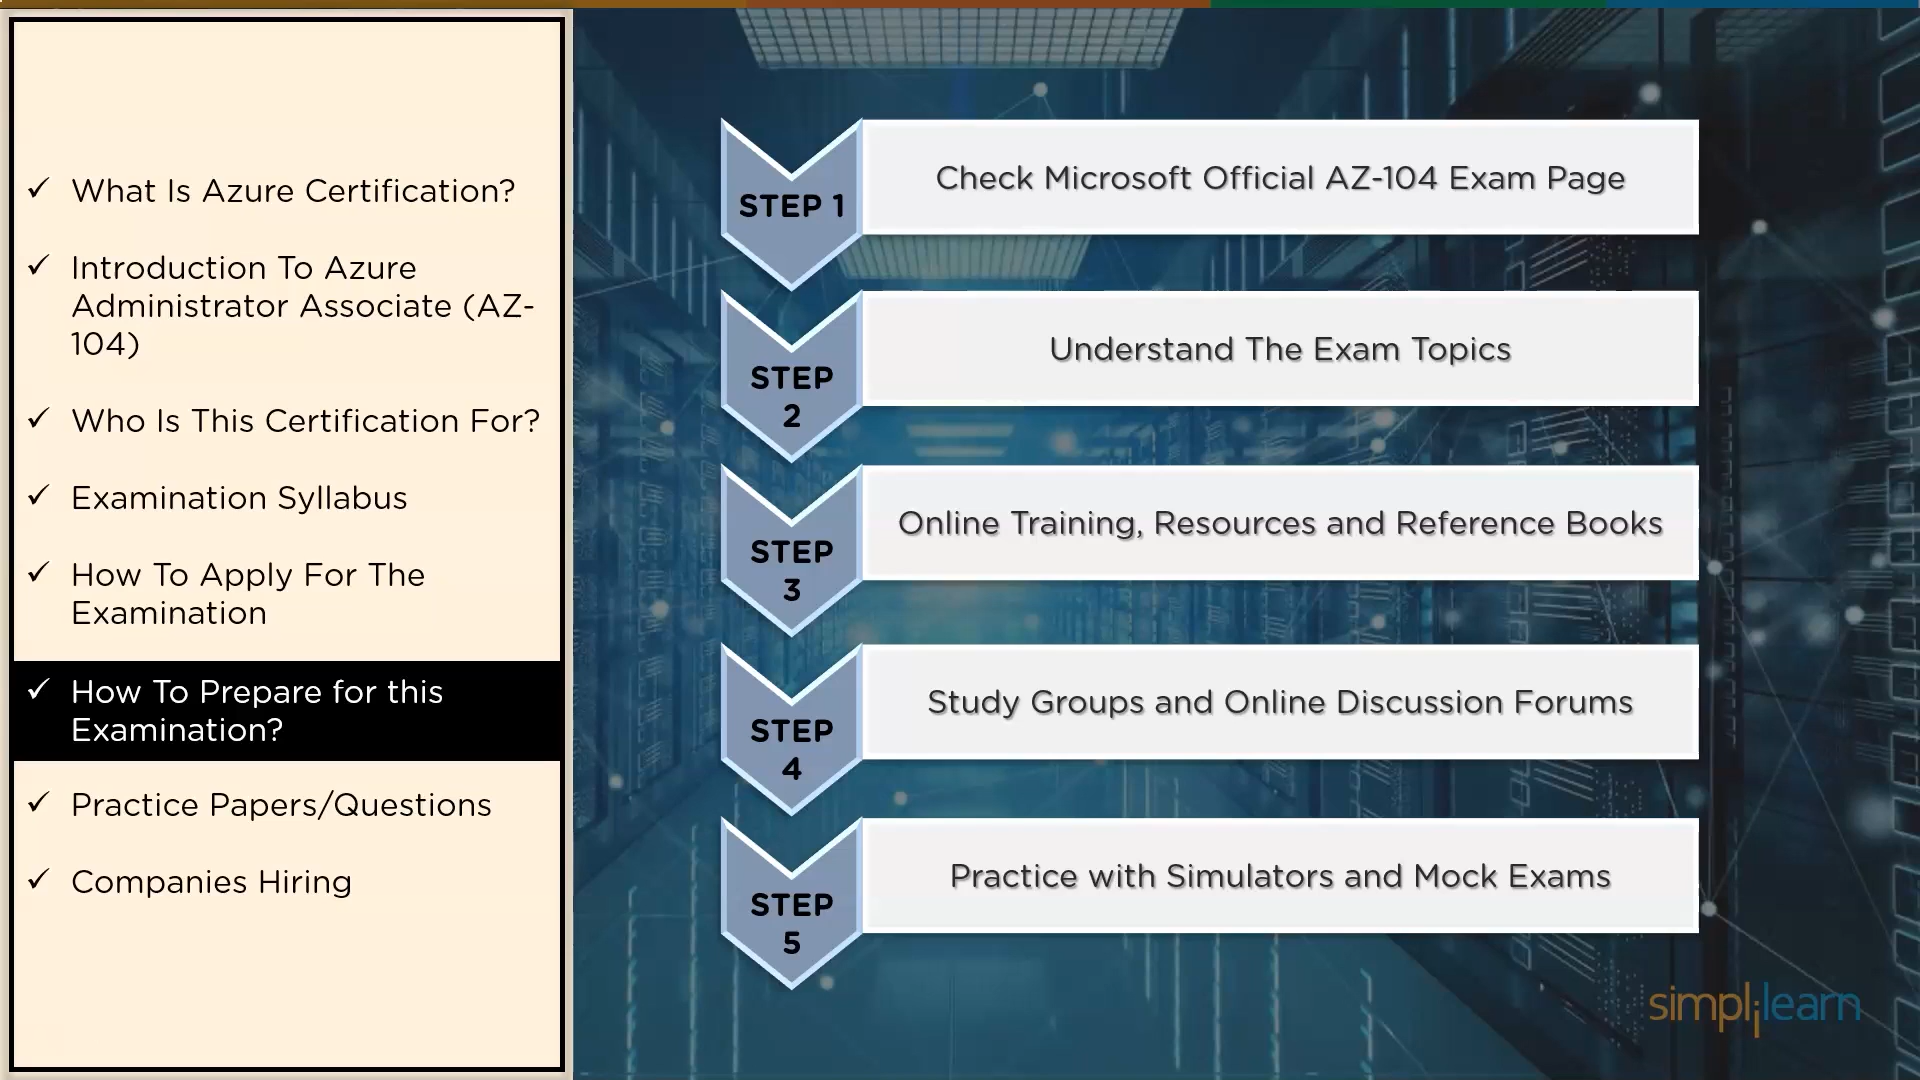 ✓ What Is Azure Certification?
✓ Introduction To Azure
Administrator Associate (AZ-
104)
✓ Who Is This Certification For?
✓ Examination Syllabus
✓ How To Apply For The
Examination
✓ How To Prepare for this
Examination?
✓ Practice Papers/Questions
✓ Companies Hiring
STEP 1
Check Microsoft Official AZ-104 Exam Page
STEP
2
Understand The Exam Topics
STEP
3
Online Training, Resources and Reference Books
STEP
4
Study Groups and Online Discussion Forums
STEP
5
Practice with Simulators and Mock Exams
simplilearn